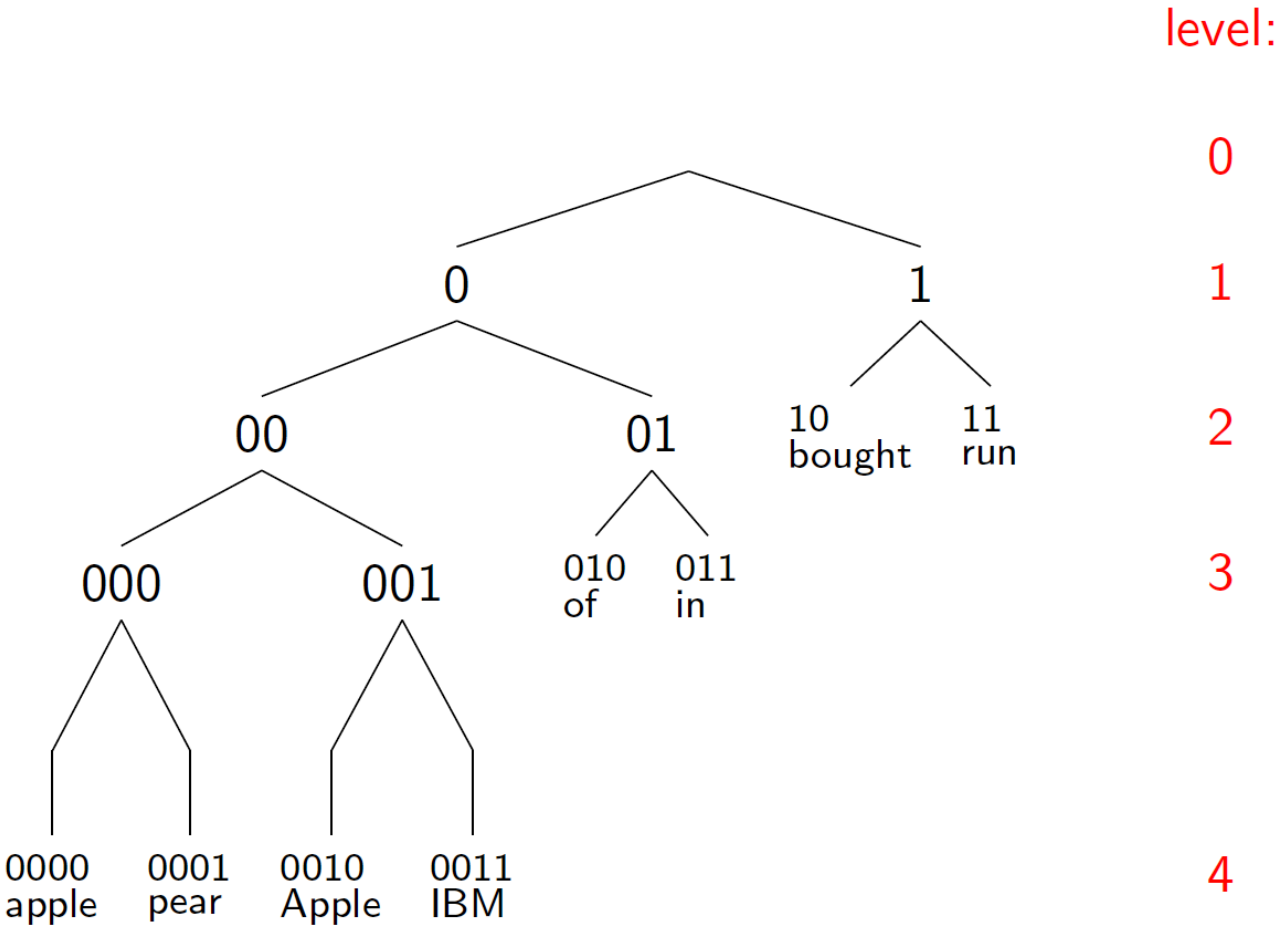 level:
0
0 1 1
00 01 10 11 2
bought run
000 001 010 011 3
of in
0000 0001 0010 0011 4
apple pear Apple IBM